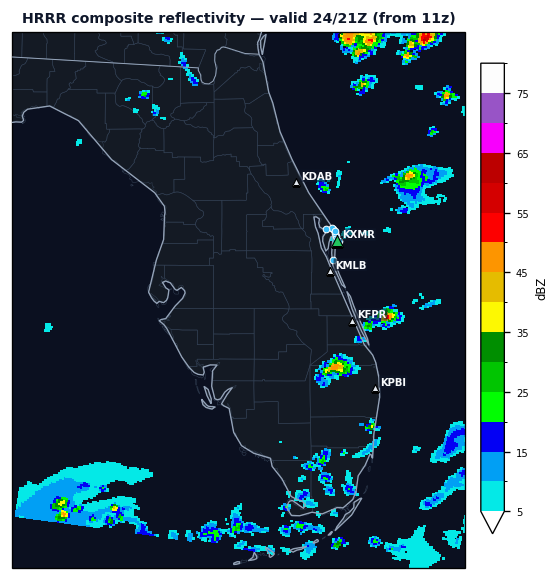 HRRR composite reflectivity — valid 24/21Z (from 11z)
KDAB
KXMR
KMLB
KFPR
KPBI
75
65
55
45
35
25
15
5
dBZ